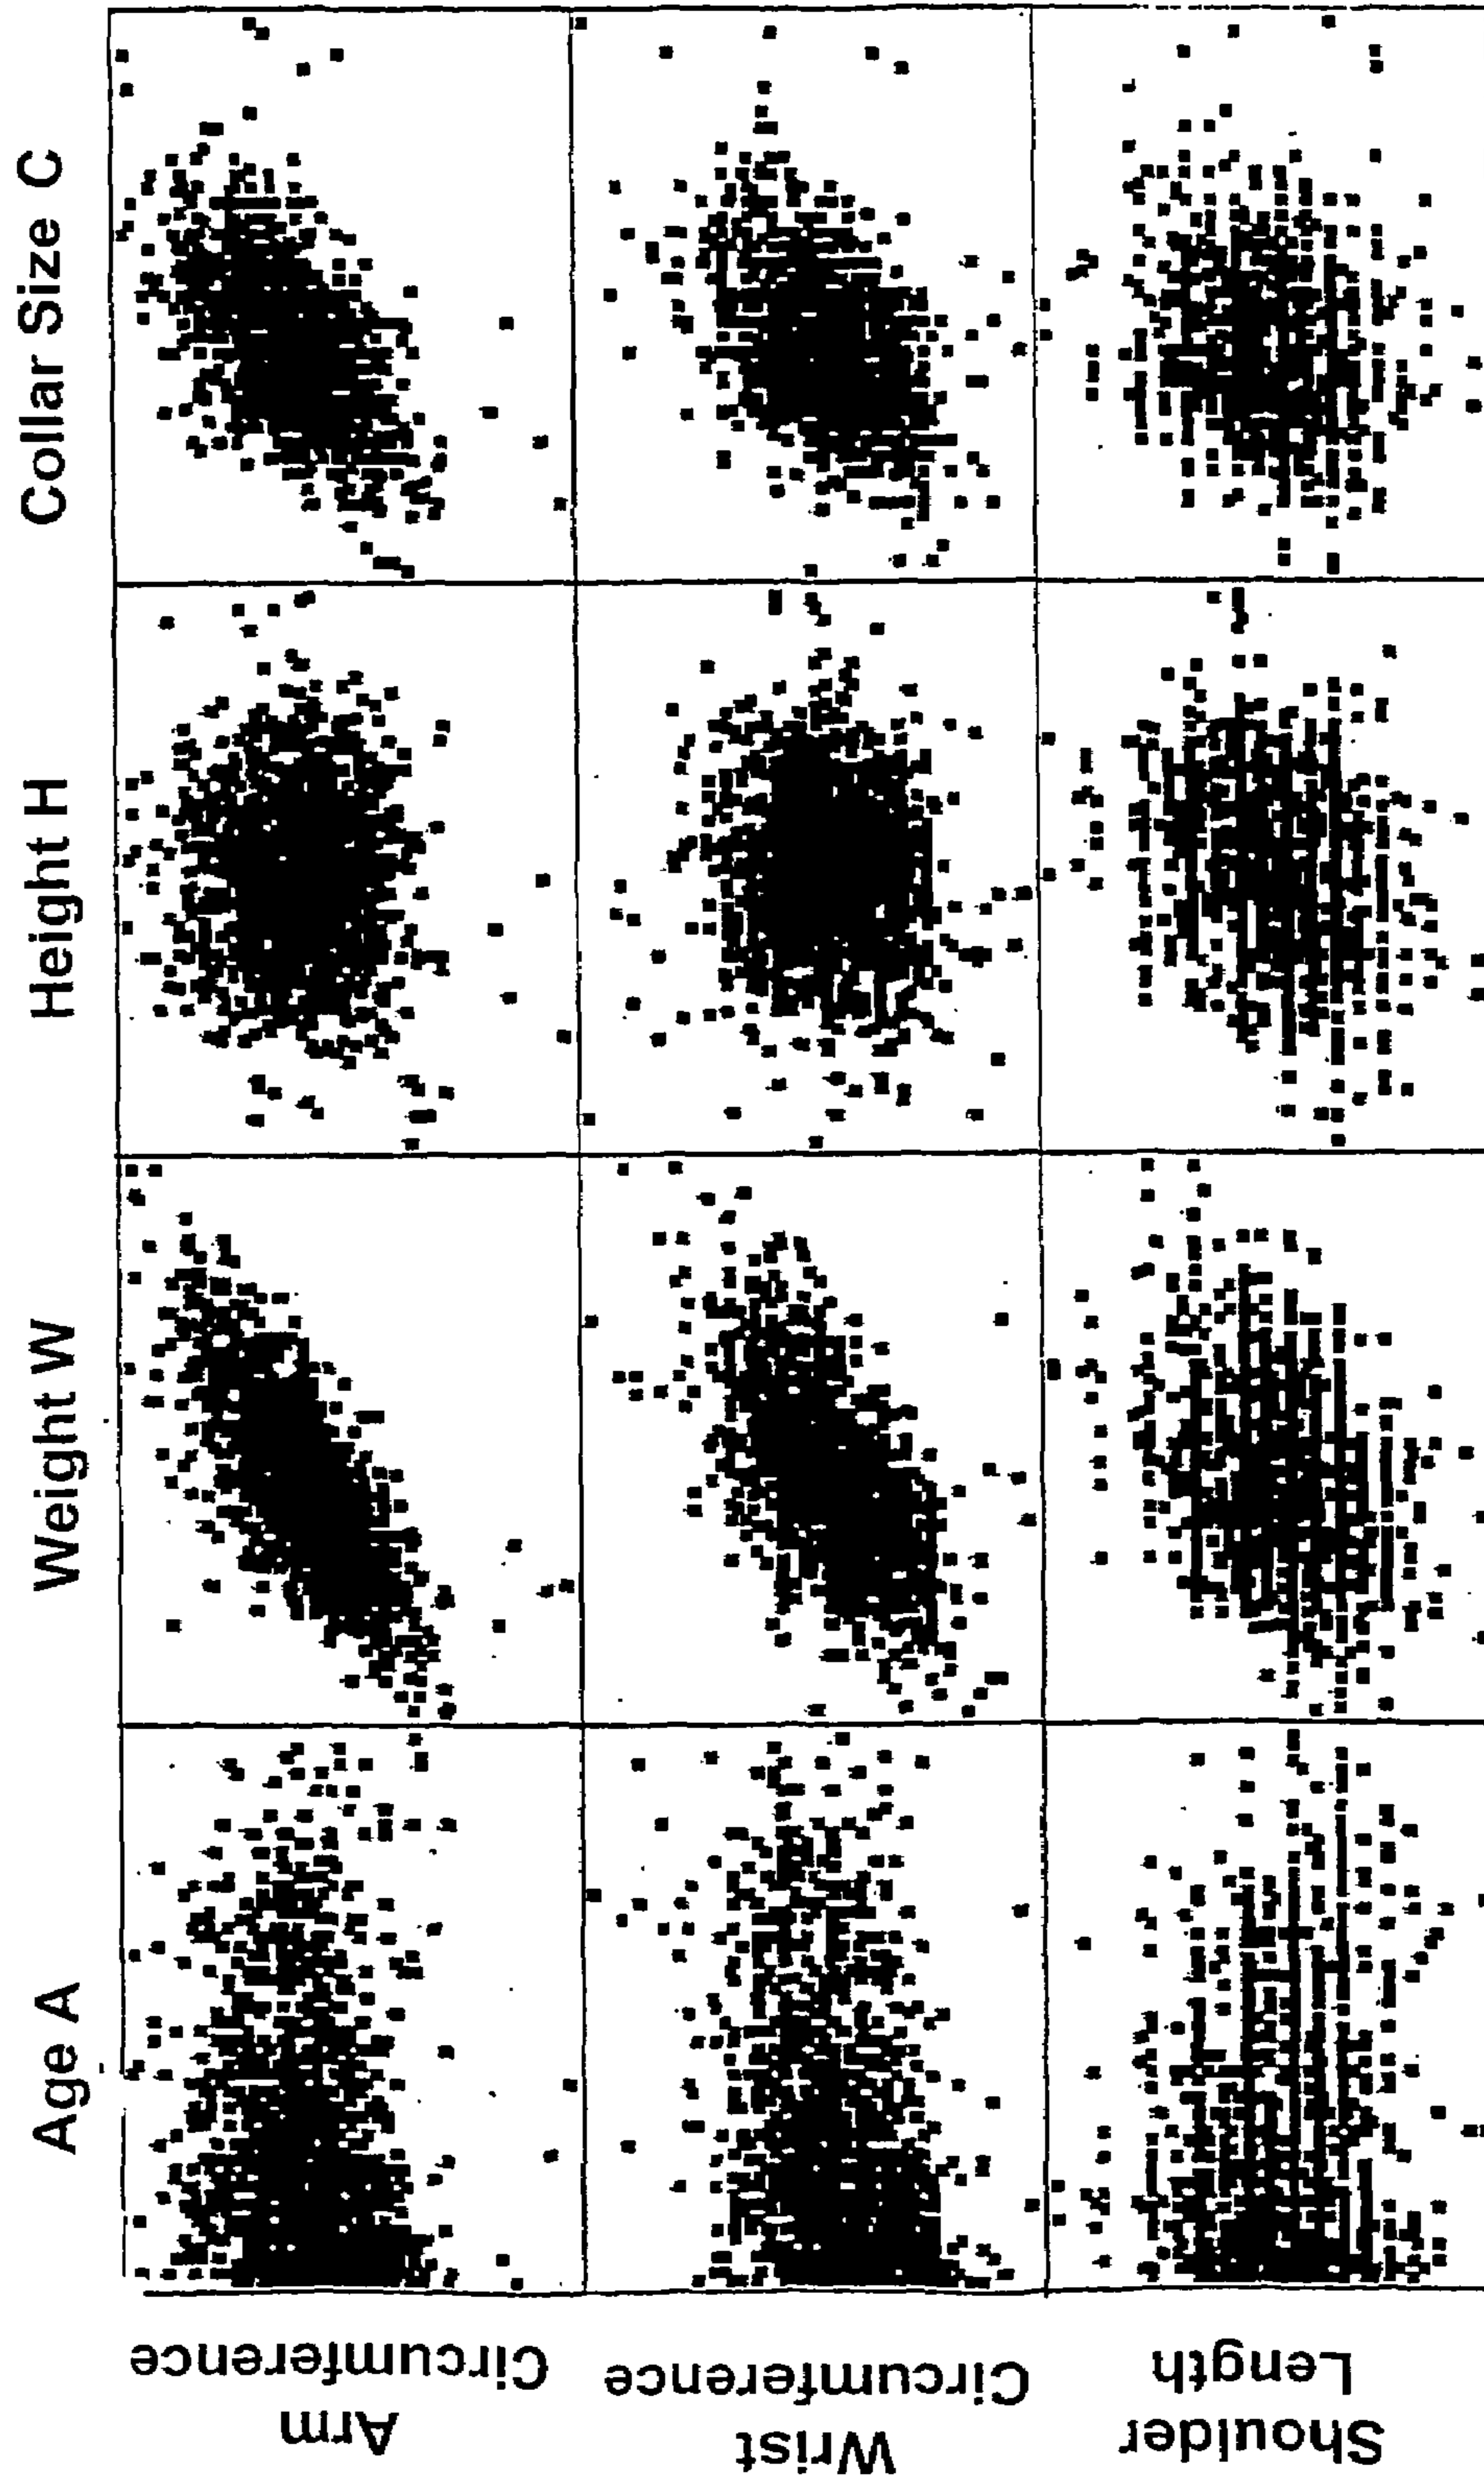 Age A
Weight W
Height H
Collar Size C
Arm
Circumference
Wrist
Circumference
Shoulder
Length